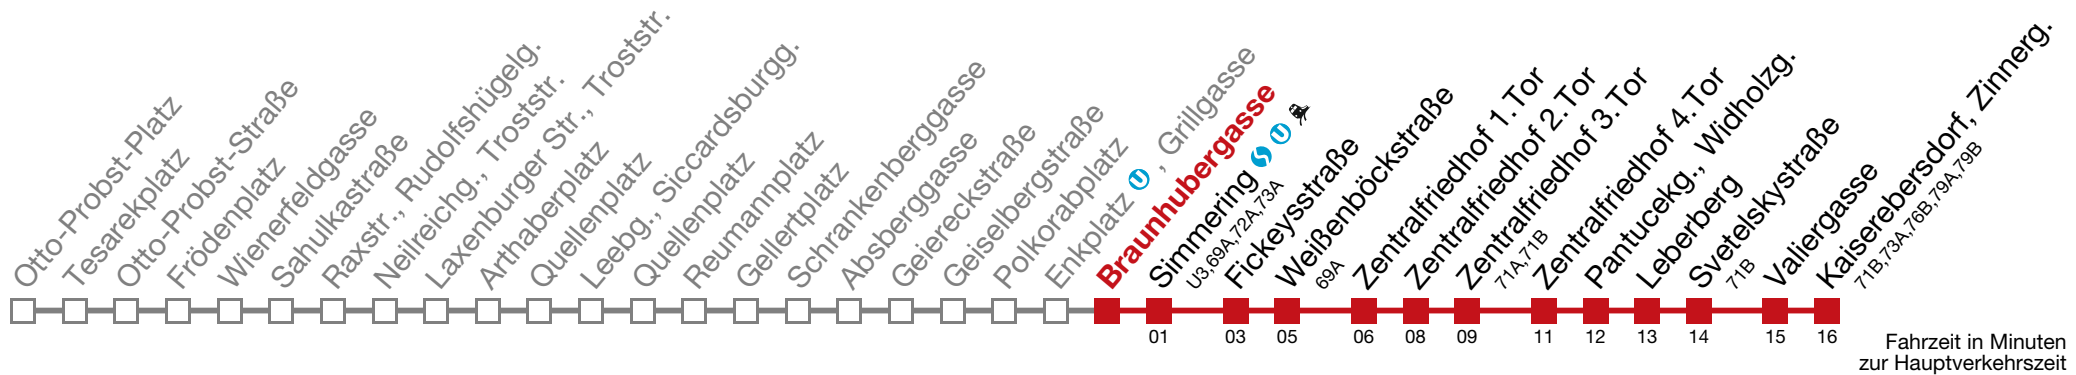 Otto-Probst-Platz
Tesarekplatz
Otto-Probst-Straße
Frödenplatz
Wienerfeldgasse
Sahulkastraße
Raxstr., Rudolfshügelg.
Neilreichg., Troststr.
Laxenburger Str., Troststr.
Arthaberplatz
Quellenplatz
Leebg., Siccardsburgg.
Quellenplatz
Reumannplatz
Gellertplatz
Schrankenberggasse
Absberggasse
Geiereckstraße
Geiselbergstraße
Polkorabplatz
Enkplatz U, Grillgasse
Braunhubergasse
Simmering S U
U3,69A,72A,73A
Fickeysstraße
Weißenböckstraße
69A
Zentralfriedhof 1. Tor
Zentralfriedhof 2. Tor
Zentralfriedhof 3. Tor
71A,71B
Zentralfriedhof 4. Tor
Pantucekg., Widholzg.
Leberberg
Svetelskystraße
71B
Valiergasse
Kaiserebersdorf, Zinnerg.
71B,73A,76B,79A,79B
01 03 05 06 08 09 11 12 13 14 15 16
Fahrzeit in Minuten
zur Hauptverkehrszeit